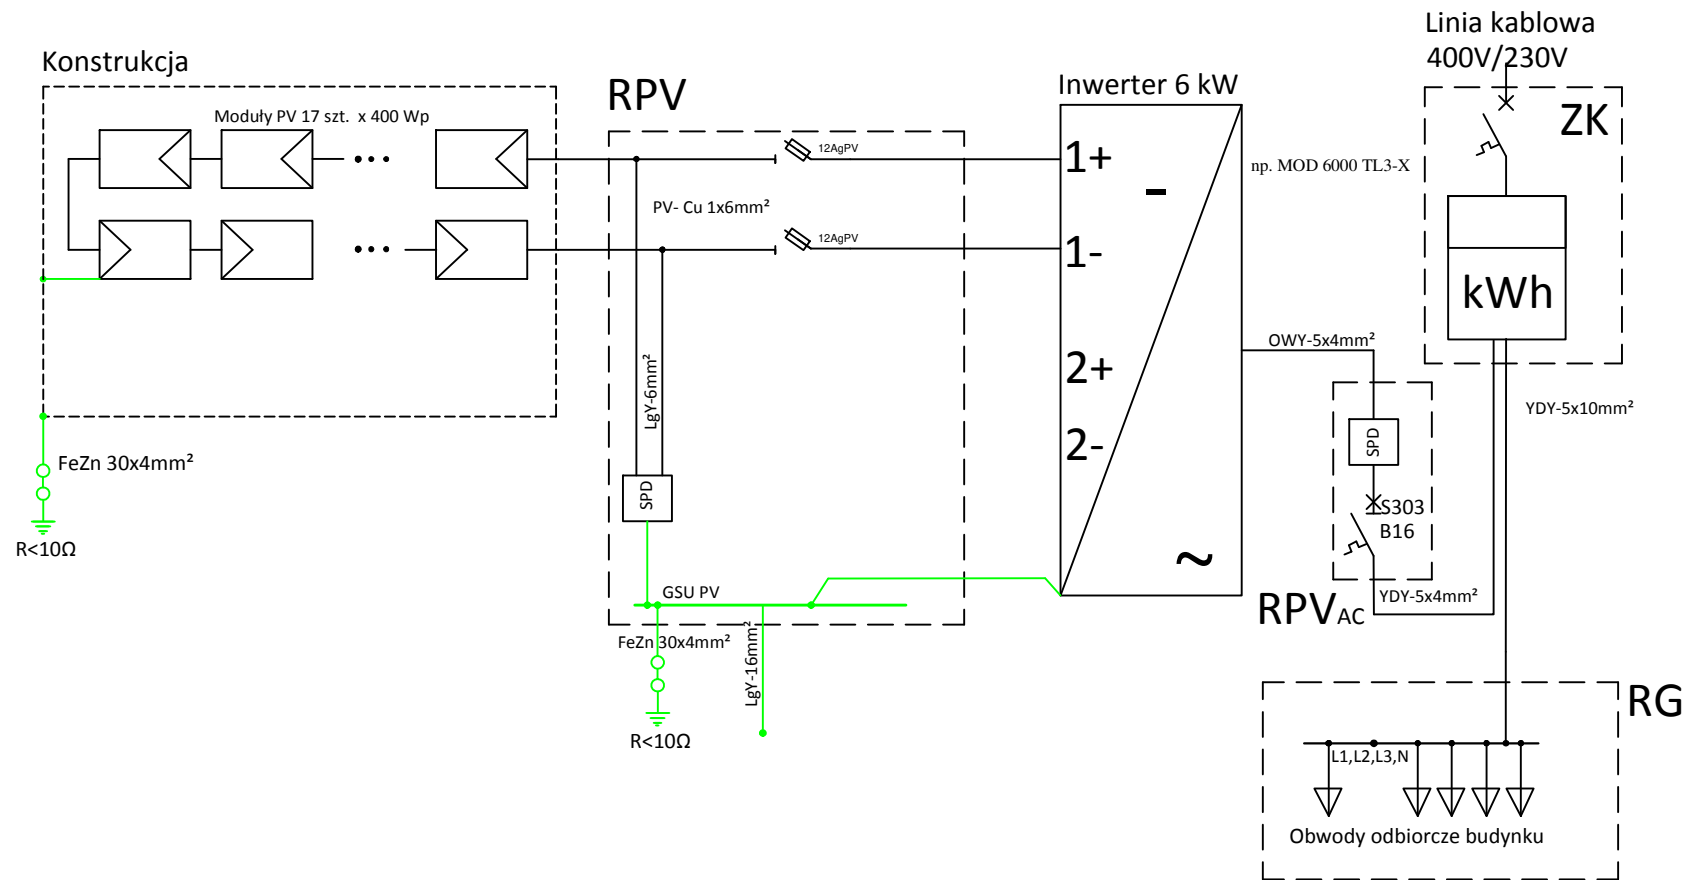 Linia kablowa
400V/230V
Konstrukcja
Moduły PV 17 szt. x 400 Wp
RPV
12AgPV
PV- Cu 1x6mm²
12AgPV
LgY-6mm²
SPD
GSU PV
FeZn 30x4mm²
LgY-16mm²
R<10Ω
FeZn 30x4mm²
R<10Ω
Inwerter 6 kW
1+
-
1-
2+
2-
~
np. MOD 6000 TL3-X
ZK
kWh
OWY-5x4mm²
YDY-5x10mm²
SPD
S303
B16
RPVAC
YDY-5x4mm²
RG
L1,L2,L3,N
Obwody odbiorcze budynku